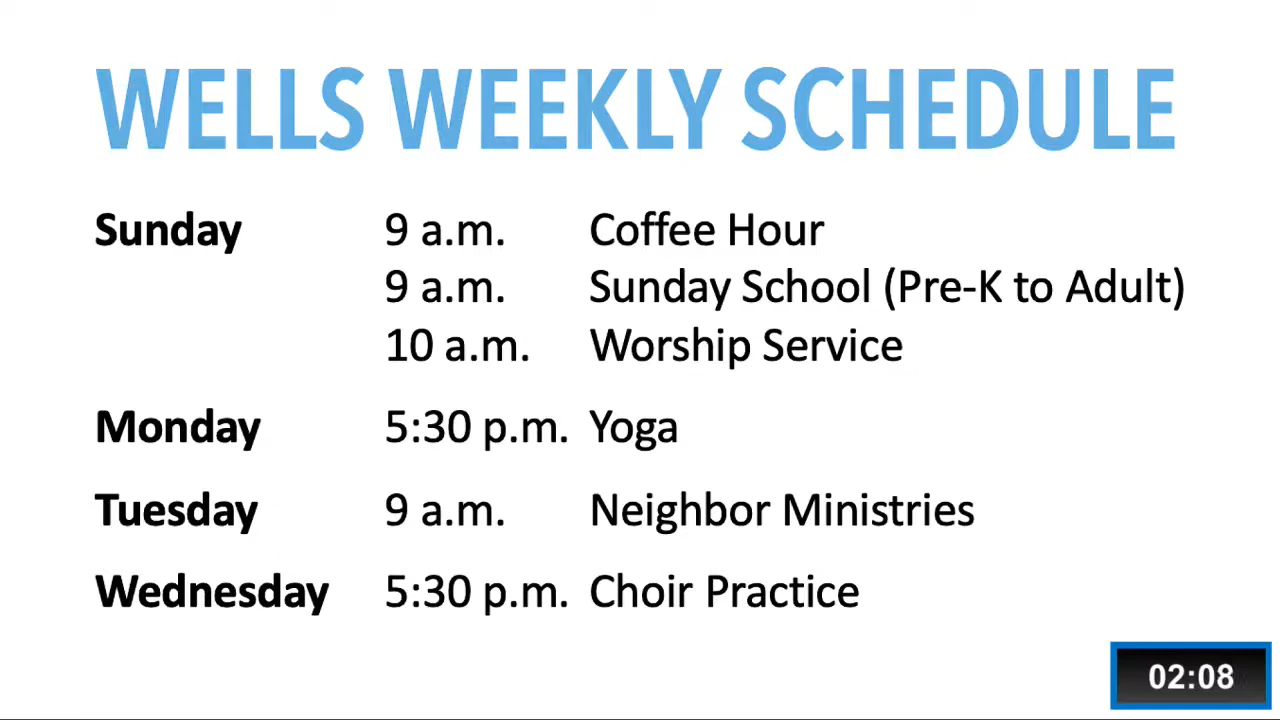 WELLS WEEKLY SCHEDULE
Sunday 9 a.m. Coffee Hour
9 a.m. Sunday School (Pre-K to Adult)
10 a.m. Worship Service
Monday 5:30 p.m. Yoga
Tuesday 9 a.m. Neighbor Ministries
Wednesday 5:30 p.m. Choir Practice
02:08